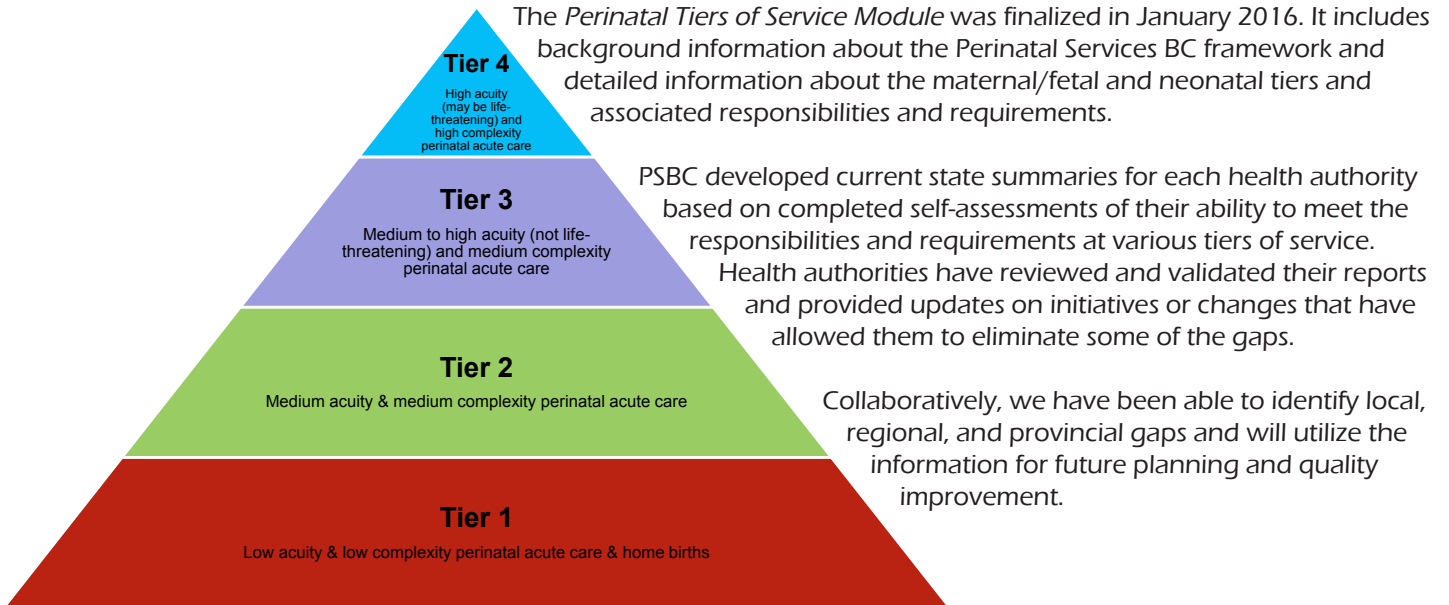 The Perinatal Tiers of Service Module was finalized in January 2016. It includes
background information about the Perinatal Services BC framework and
detailed information about the maternal/fetal and neonatal tiers and
associated responsibilities and requirements.
PSBC developed current state summaries for each health authority
based on completed self-assessments of their ability to meet the
responsibilities and requirements at various tiers of service.
Health authorities have reviewed and validated their reports
and provided updates on initiatives or changes that have
allowed them to eliminate some of the gaps.
Collaboratively, we have been able to identify local,
regional, and provincial gaps and will utilize the
information for future planning and quality
improvement.
Tier 4
High acuity
(may be life-
threatening) and
high complexity
perinatal acute care
Tier 3
Medium to high acuity (not life-
threatening) and medium complexity
perinatal acute care
Tier 2
Medium acuity & medium complexity perinatal acute care
Tier 1
Low acuity & low complexity perinatal acute care & home births